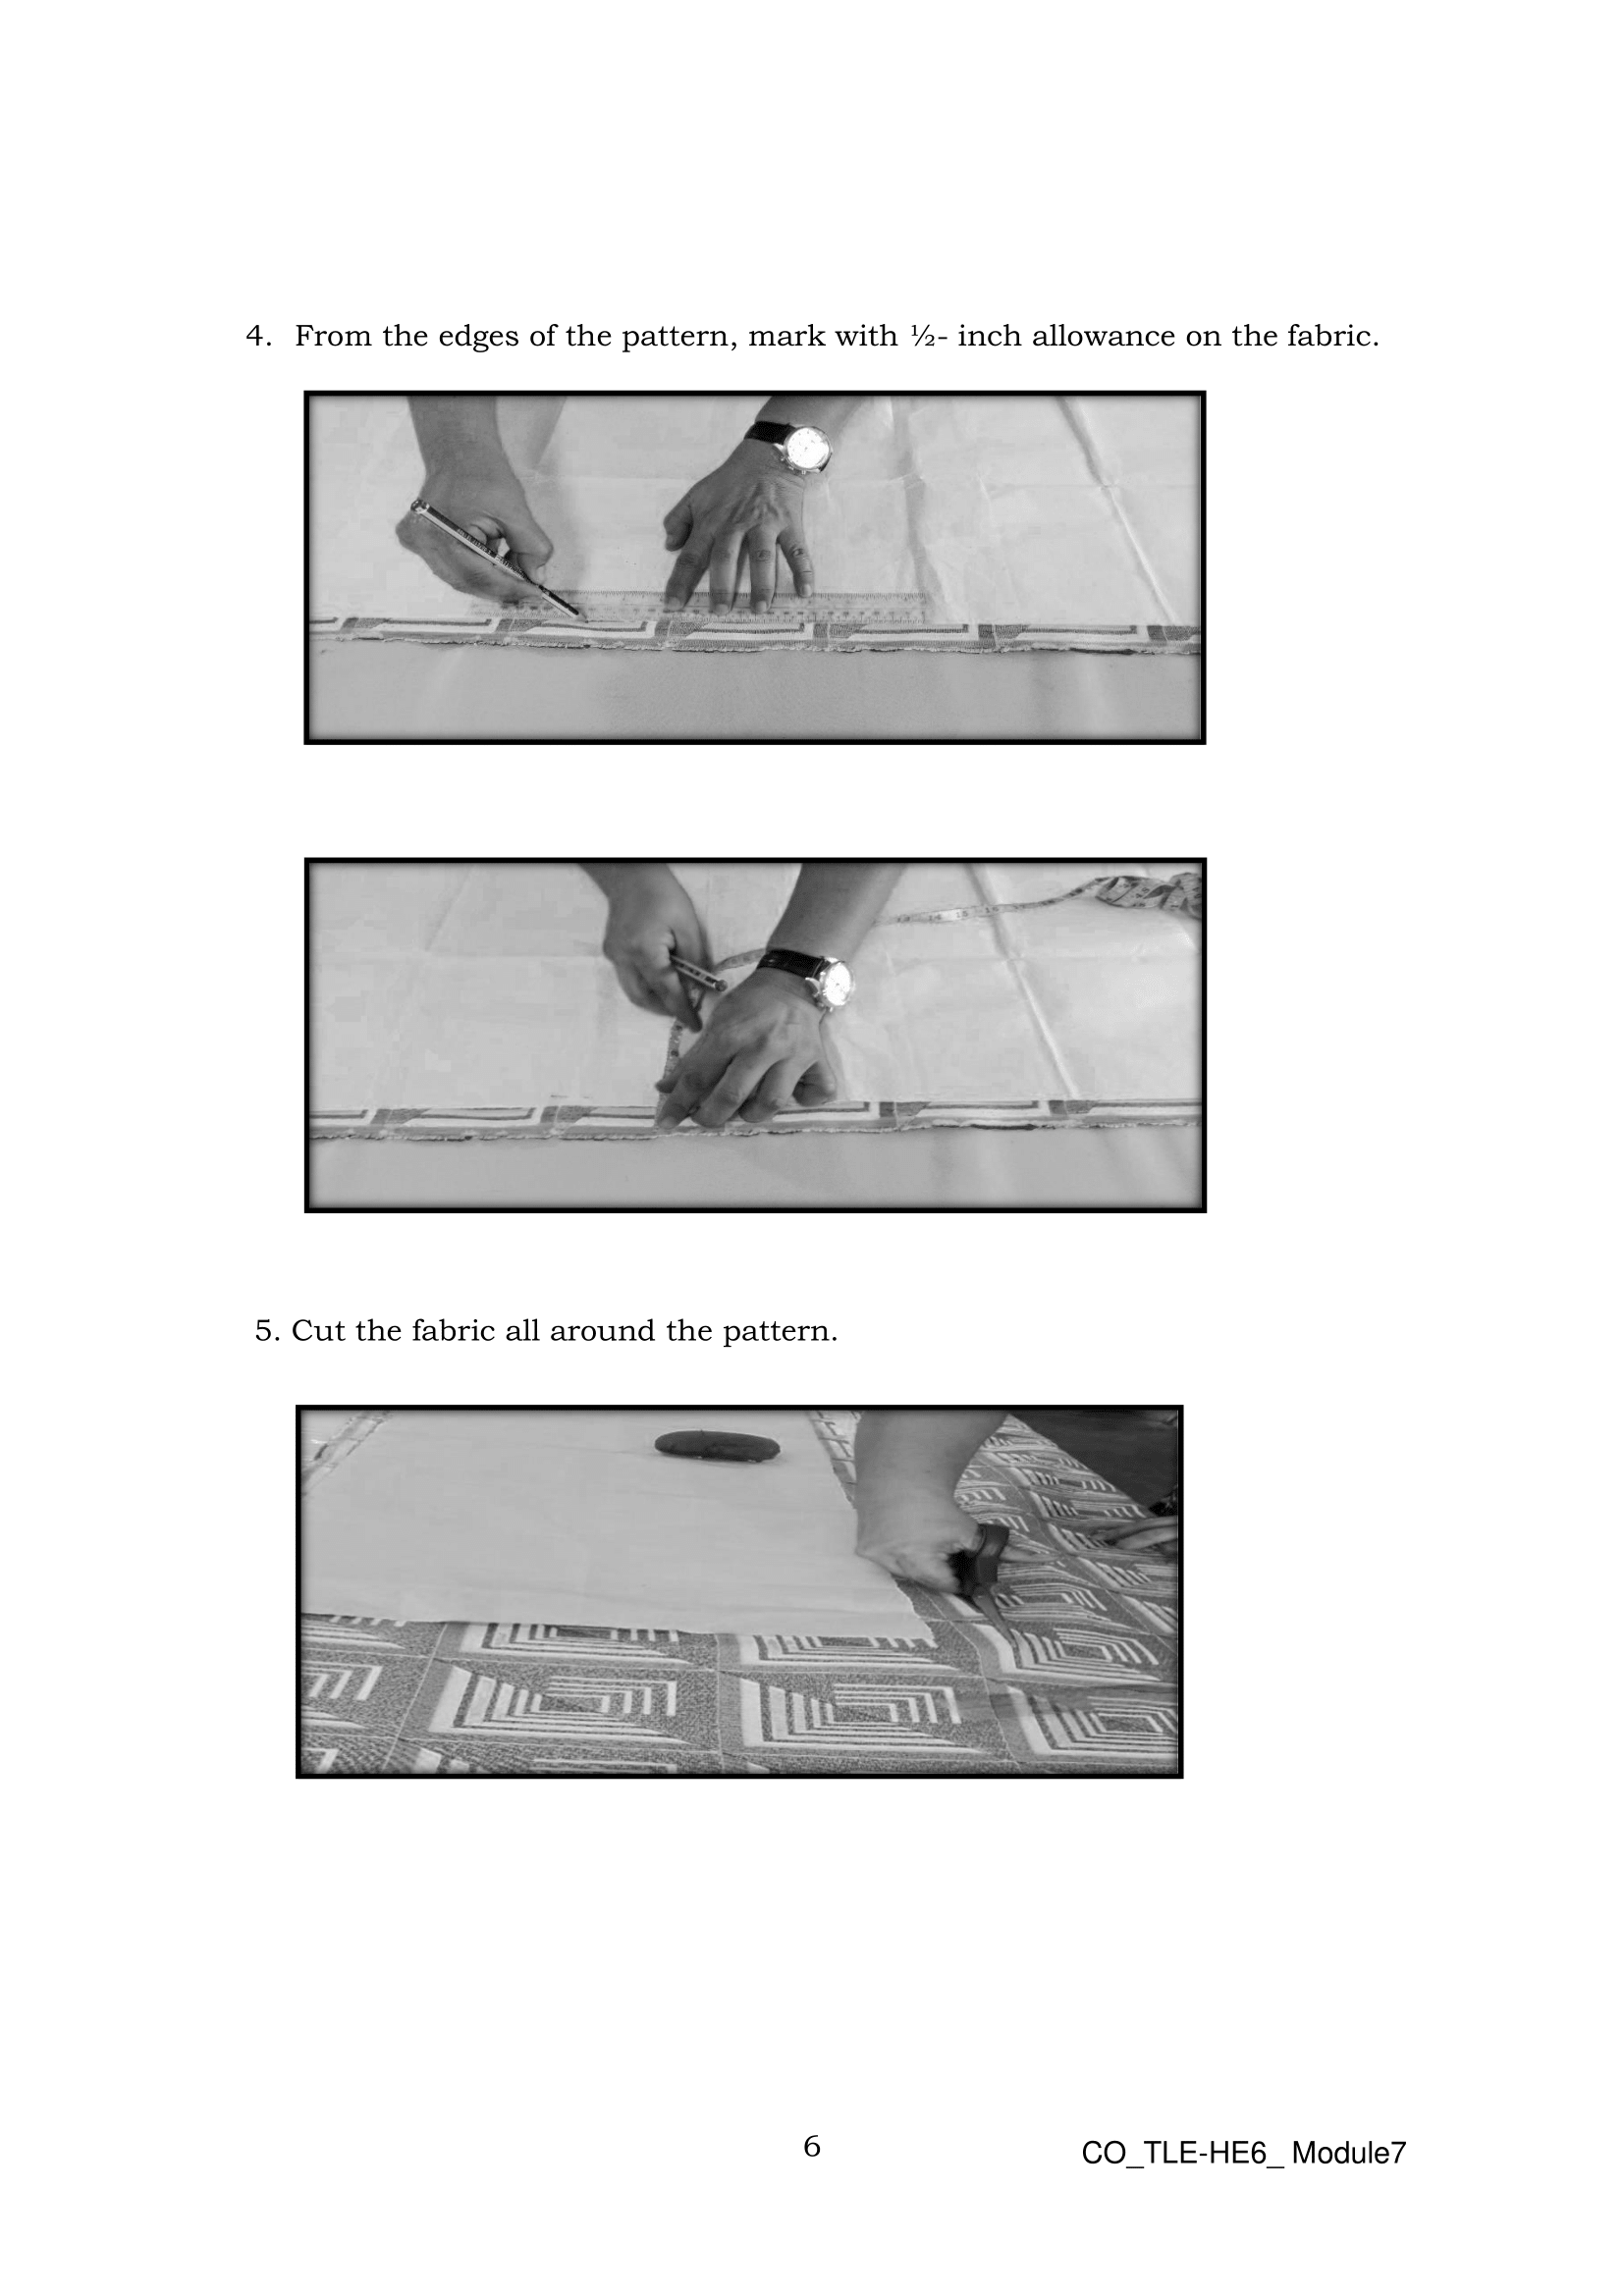 4. From the edges of the pattern, mark with ½- inch allowance on the fabric.
5. Cut the fabric all around the pattern.
6
CO_TLE-HE6_ Module7